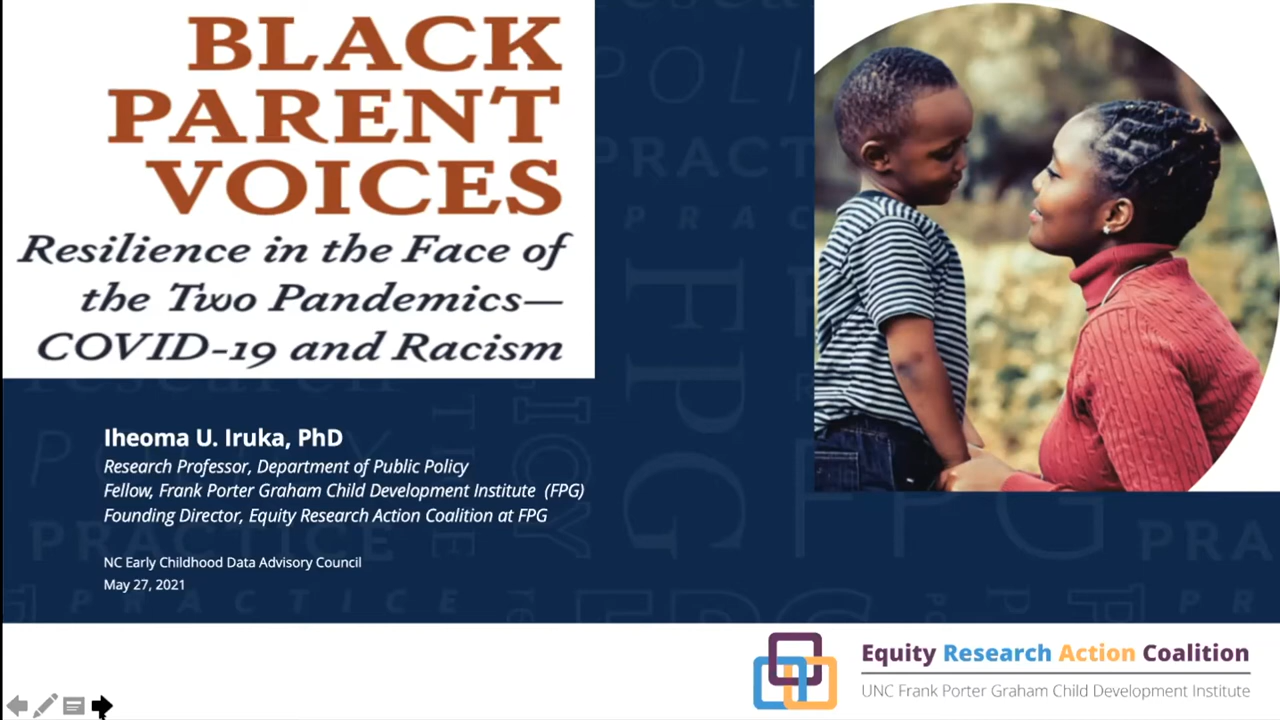 BLACK
PARENT
VOICES
Resilience in the Face of
the Two Pandemics—
COVID-19 and Racism
Iheoma U. Iruka, PhD
Research Professor, Department of Public Policy
Fellow, Frank Porter Graham Child Development Institute (FPG)
Founding Director, Equity Research Action Coalition at FPG
NC Early Childhood Data Advisory Council
May 27, 2021
Equity Research Action Coalition
UNC Frank Porter Graham Child Development Institute